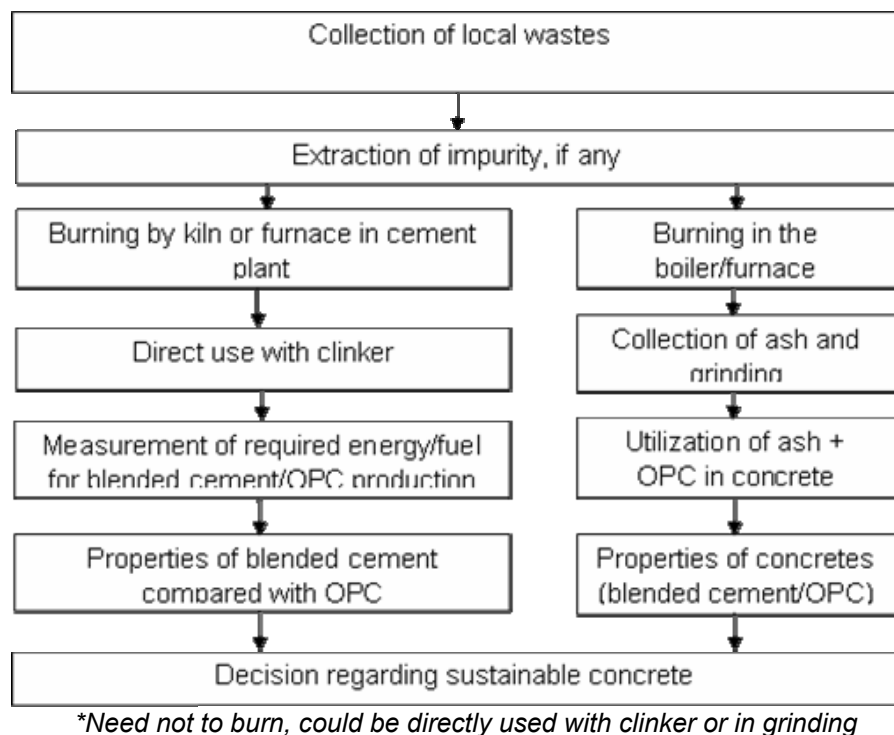 Collection of local wastes
Extraction of impurity, if any
Burning by kiln or furnace in cement
plant
Burning in the
boiler/furnace
Direct use with clinker
Collection of ash and
grinding
Measurement of required energy/fuel
for blended cement/OPC production
Utilization of ash +
OPC in concrete
Properties of blended cement
compared with OPC
Properties of concretes
(blended cement/OPC)
Decision regarding sustainable concrete
*Need not to burn, could be directly used with clinker or in grinding